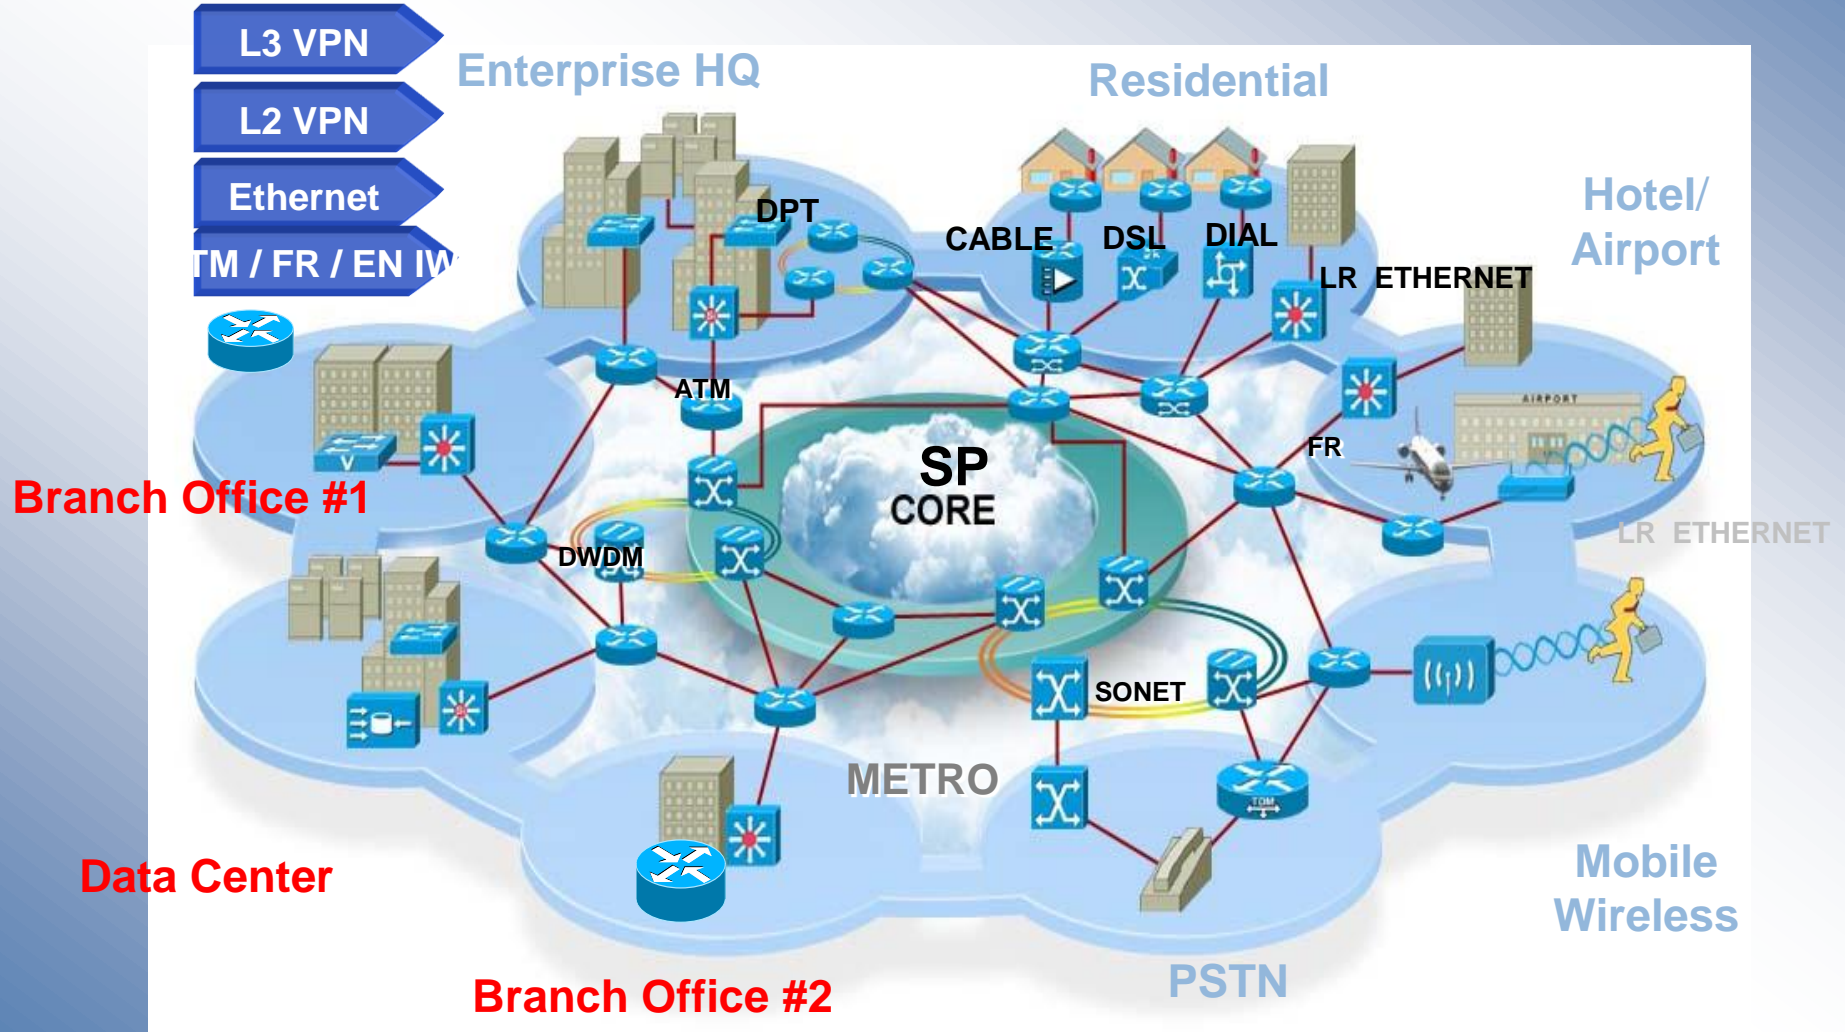 L3 VPN
L2 VPN
Ethernet
TM / FR / EN IW
Enterprise HQ
Residential
Hotel/
Airport
DPT
CABLE
DSL
DIAL
LR ETHERNET
ATM
AIRPORT
FR
SP
CORE
V
Branch Office #1
LR ETHERNET
DWDM
SONET
METRO
TDM
Data Center
Mobile
Wireless
PSTN
Branch Office #2